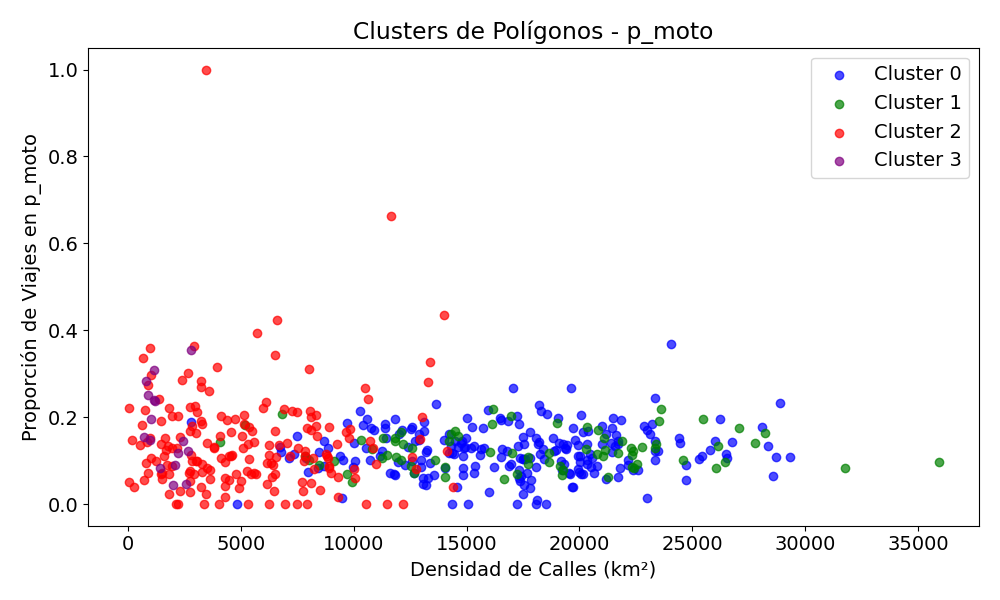 Clusters de Polígonos - p_moto
Cluster 0
Cluster 1
Cluster 2
Cluster 3
Proporción de Viajes en p_moto
1.0
0.8
0.6
0.4
0.2
0.0
0 5000 10000 15000 20000 25000 30000 35000
Densidad de Calles (km²)